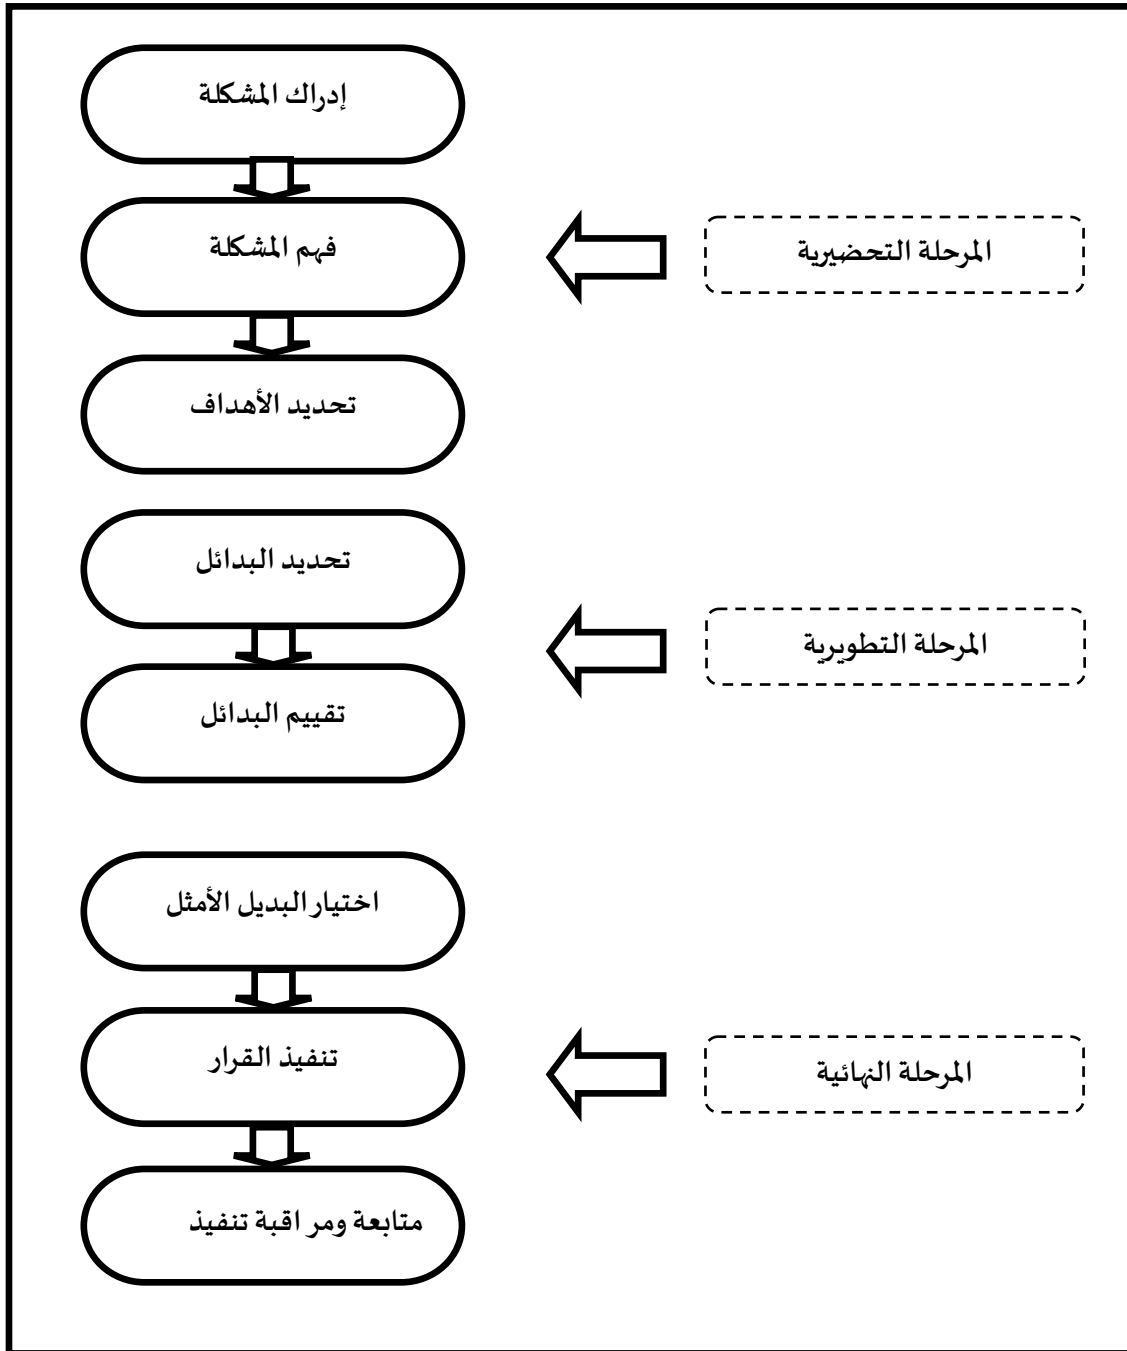 إدراك المشكلة
فهم المشكلة
المرحلة التحضيرية
تحديد الأهداف
تحديد البدائل
المرحلة التطويرية
تقييم البدائل
اختيار البديل الأمثل
تنفيذ القرار
المرحلة النهائية
متابعة ومراقبة تنفيذ